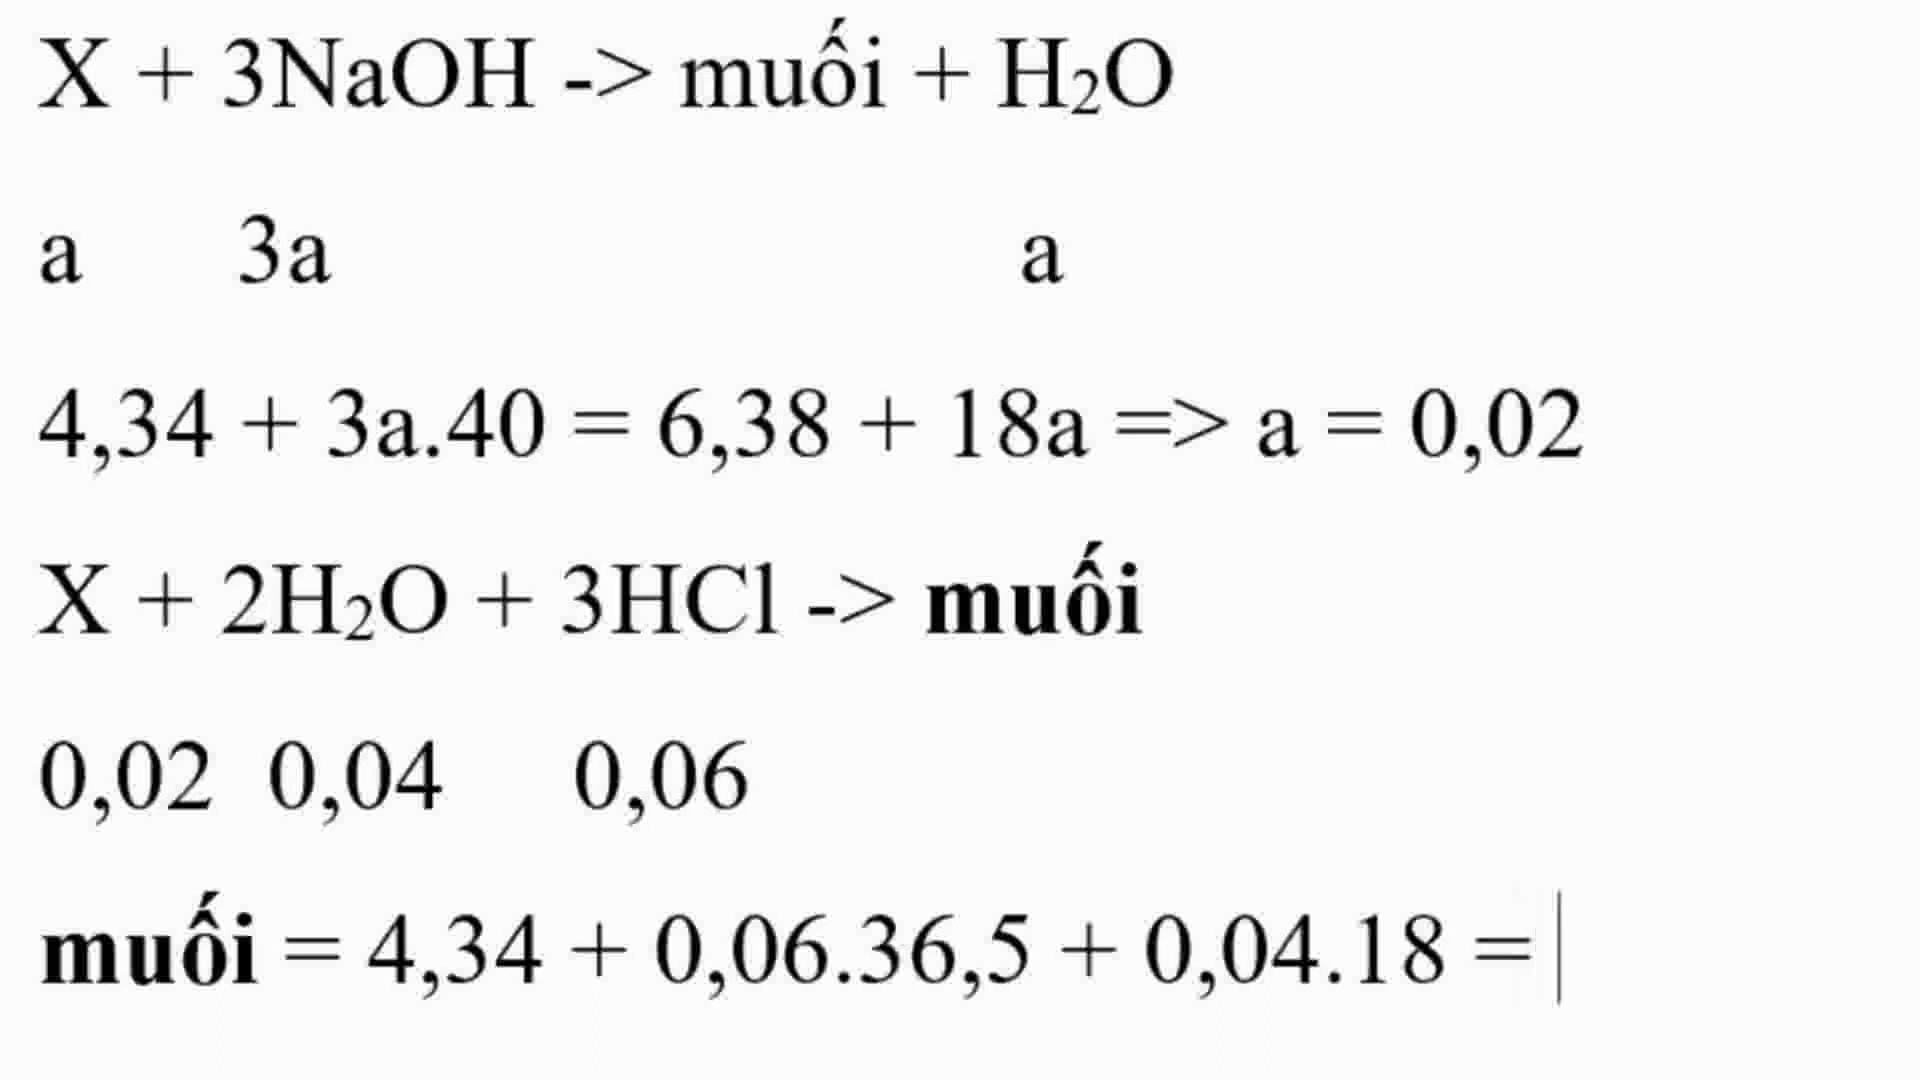 X + 3NaOH -> muối + H₂O
a 3a a
4,34 + 3a.40 = 6,38 + 18a => a = 0,02
X + 2H₂O + 3HCl -> muối
0,02 0,04 0,06
muối = 4,34 + 0,06.36,5 + 0,04.18 =